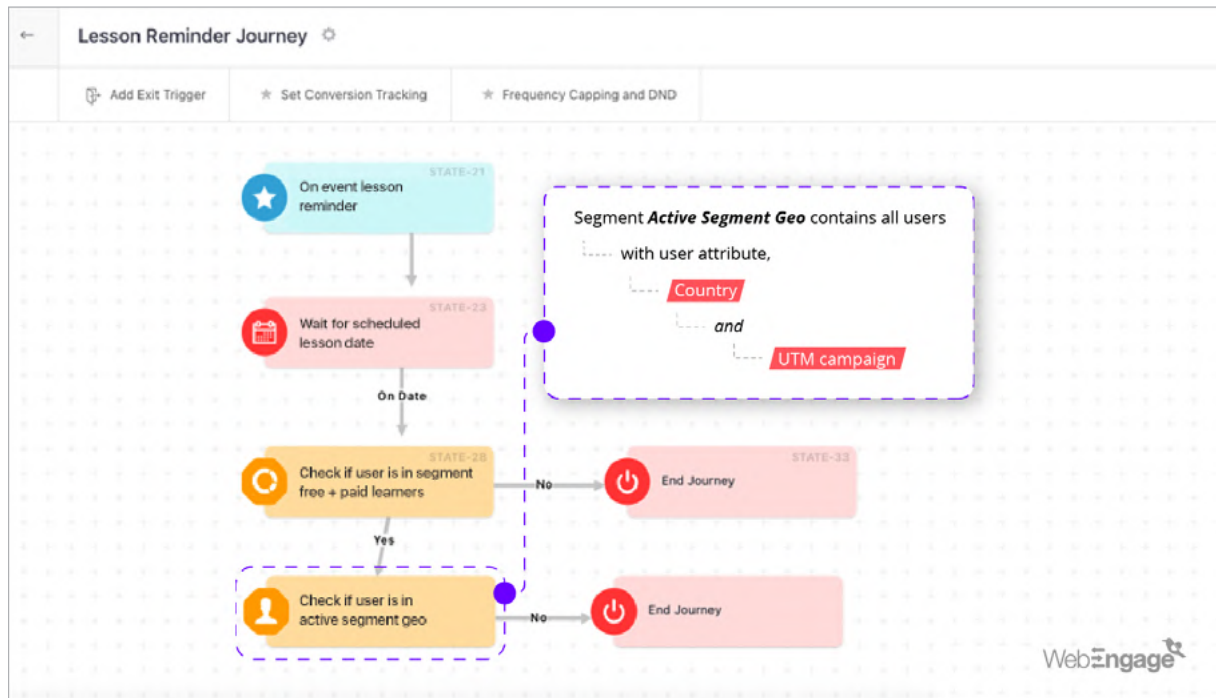 Lesson Reminder Journey
Add Exit Trigger
Set Conversion Tracking
Frequency Capping and DND
STATE-21
On event lesson
reminder
Segment Active Segment Geo contains all users
with user attribute,
Country
and
UTM campaign
STATE-23
Wait for scheduled
lesson date
On Date
STATE-28
Check if user is in segment
free + paid learners
No
STATE-33
End Journey
Yes
Check if user is in
active segment geo
No
End Journey
WebEngage